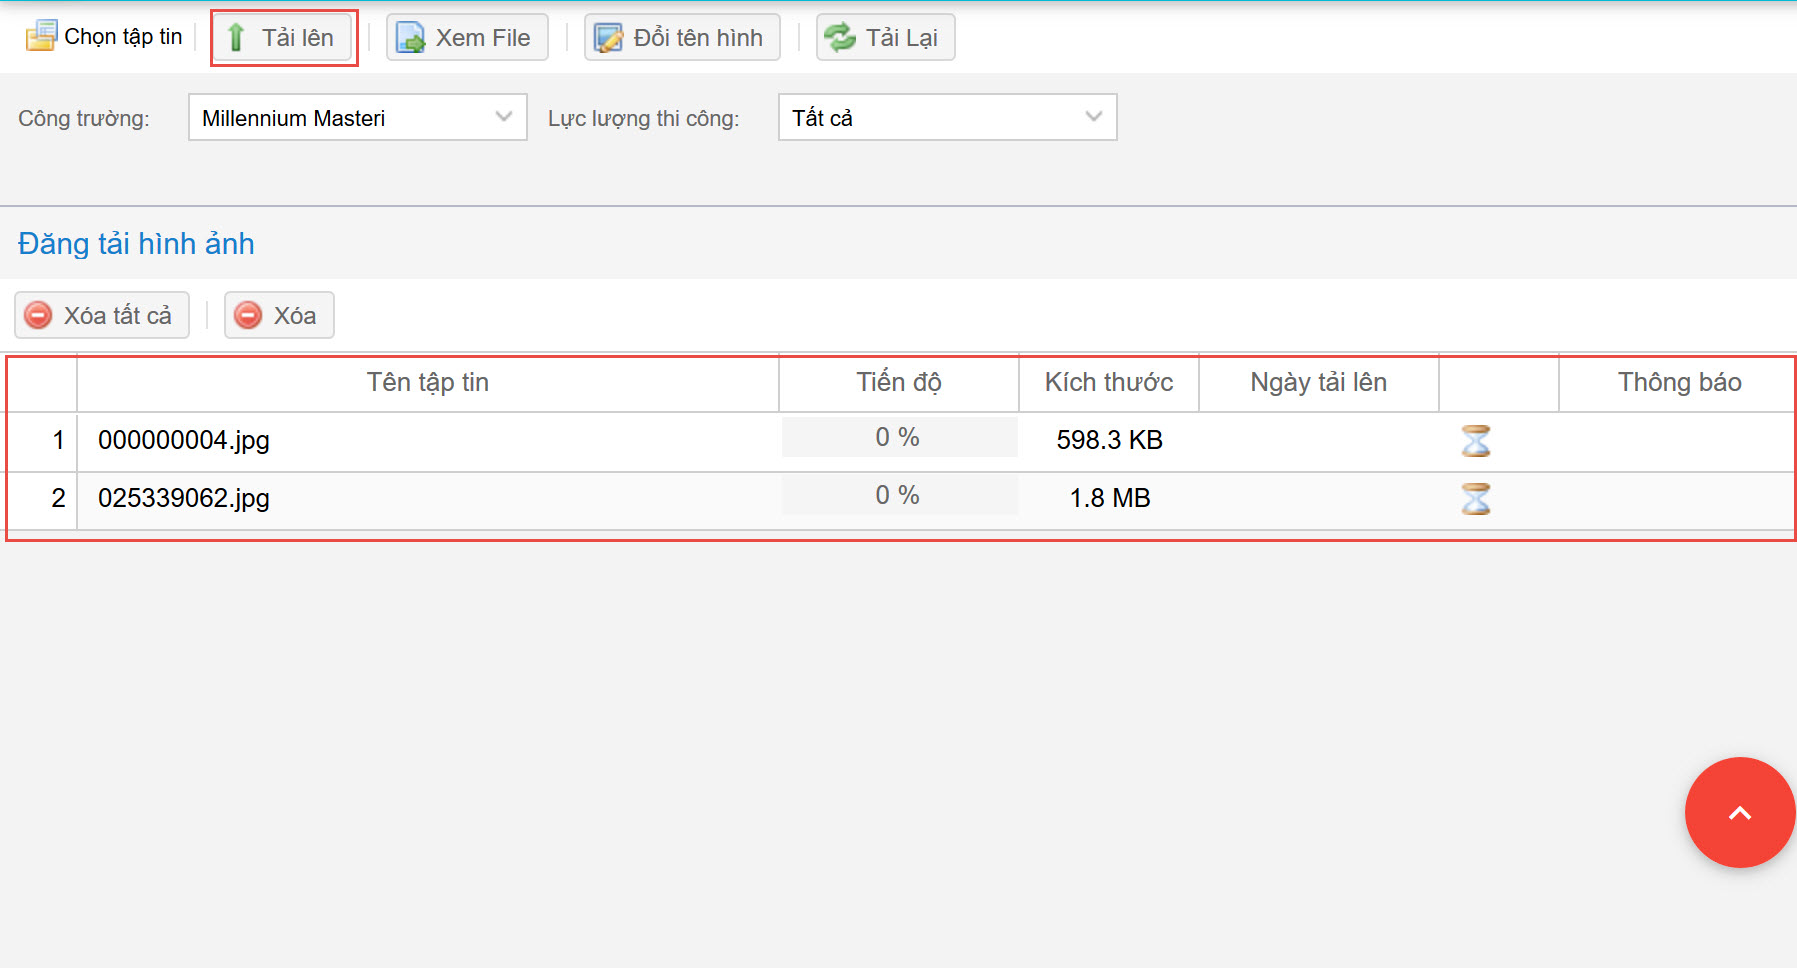 Chọn tập tin Tải lên Xem File Đổi tên hình Tải Lại
Công trường: Millennium Masteri Lực lượng thi công: Tất cả
Đăng tải hình ảnh
Xóa tất cả Xóa
Tên tập tin Tiến độ Kích thước Ngày tải lên Thông báo
1 000000004.jpg 0 % 598.3 KB
2 025339062.jpg 0 % 1.8 MB